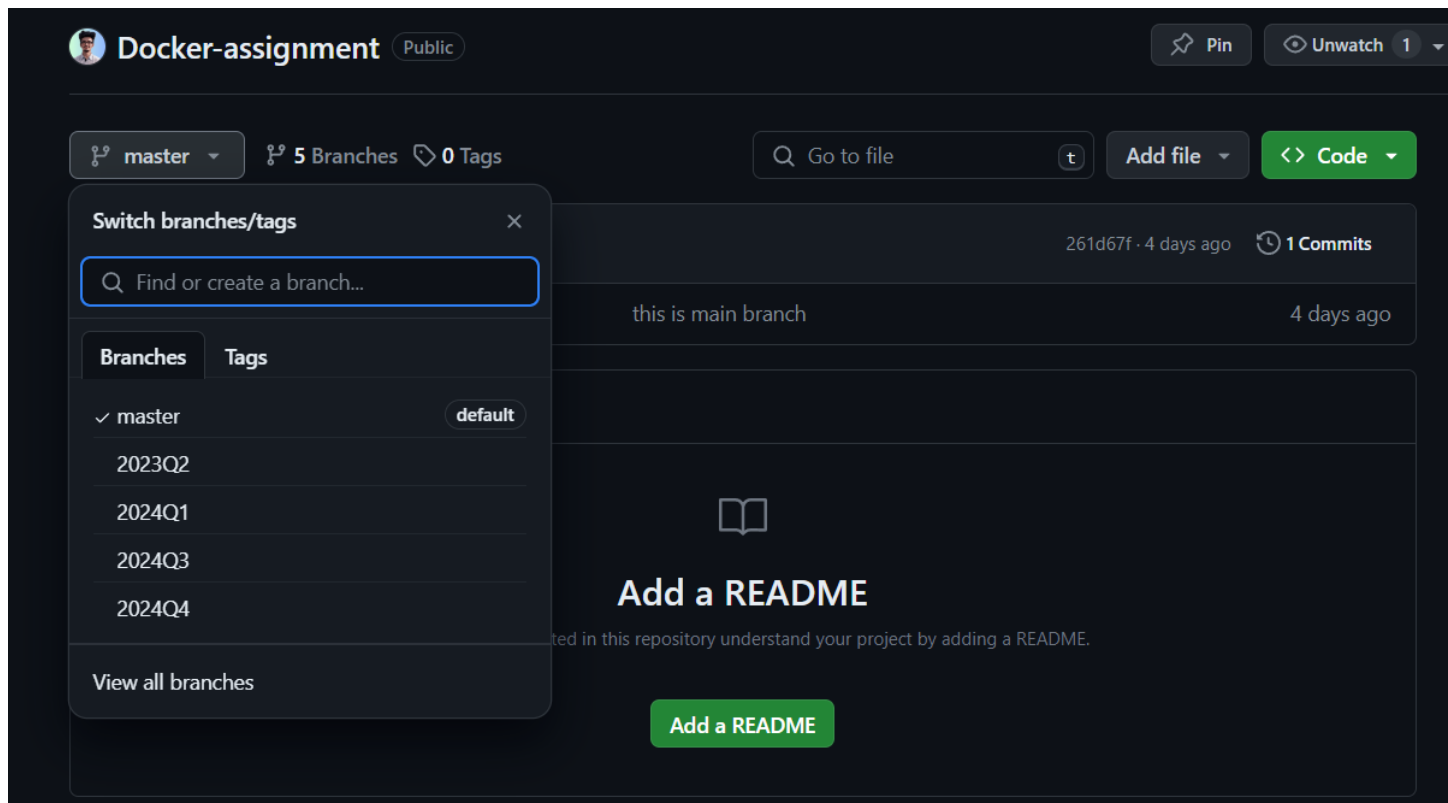 Docker-assignment Public Pin Unwatch 1
master 5 Branches 0 Tags Go to file t Add file Code
Switch branches/tags
261d67f · 4 days ago 1 Commits
Find or create a branch...
this is main branch 4 days ago
Branches Tags
master default
2023Q2
2024Q1
2024Q3
2024Q4
Add a README
ted in this repository understand your project by adding a README.
View all branches
Add a README